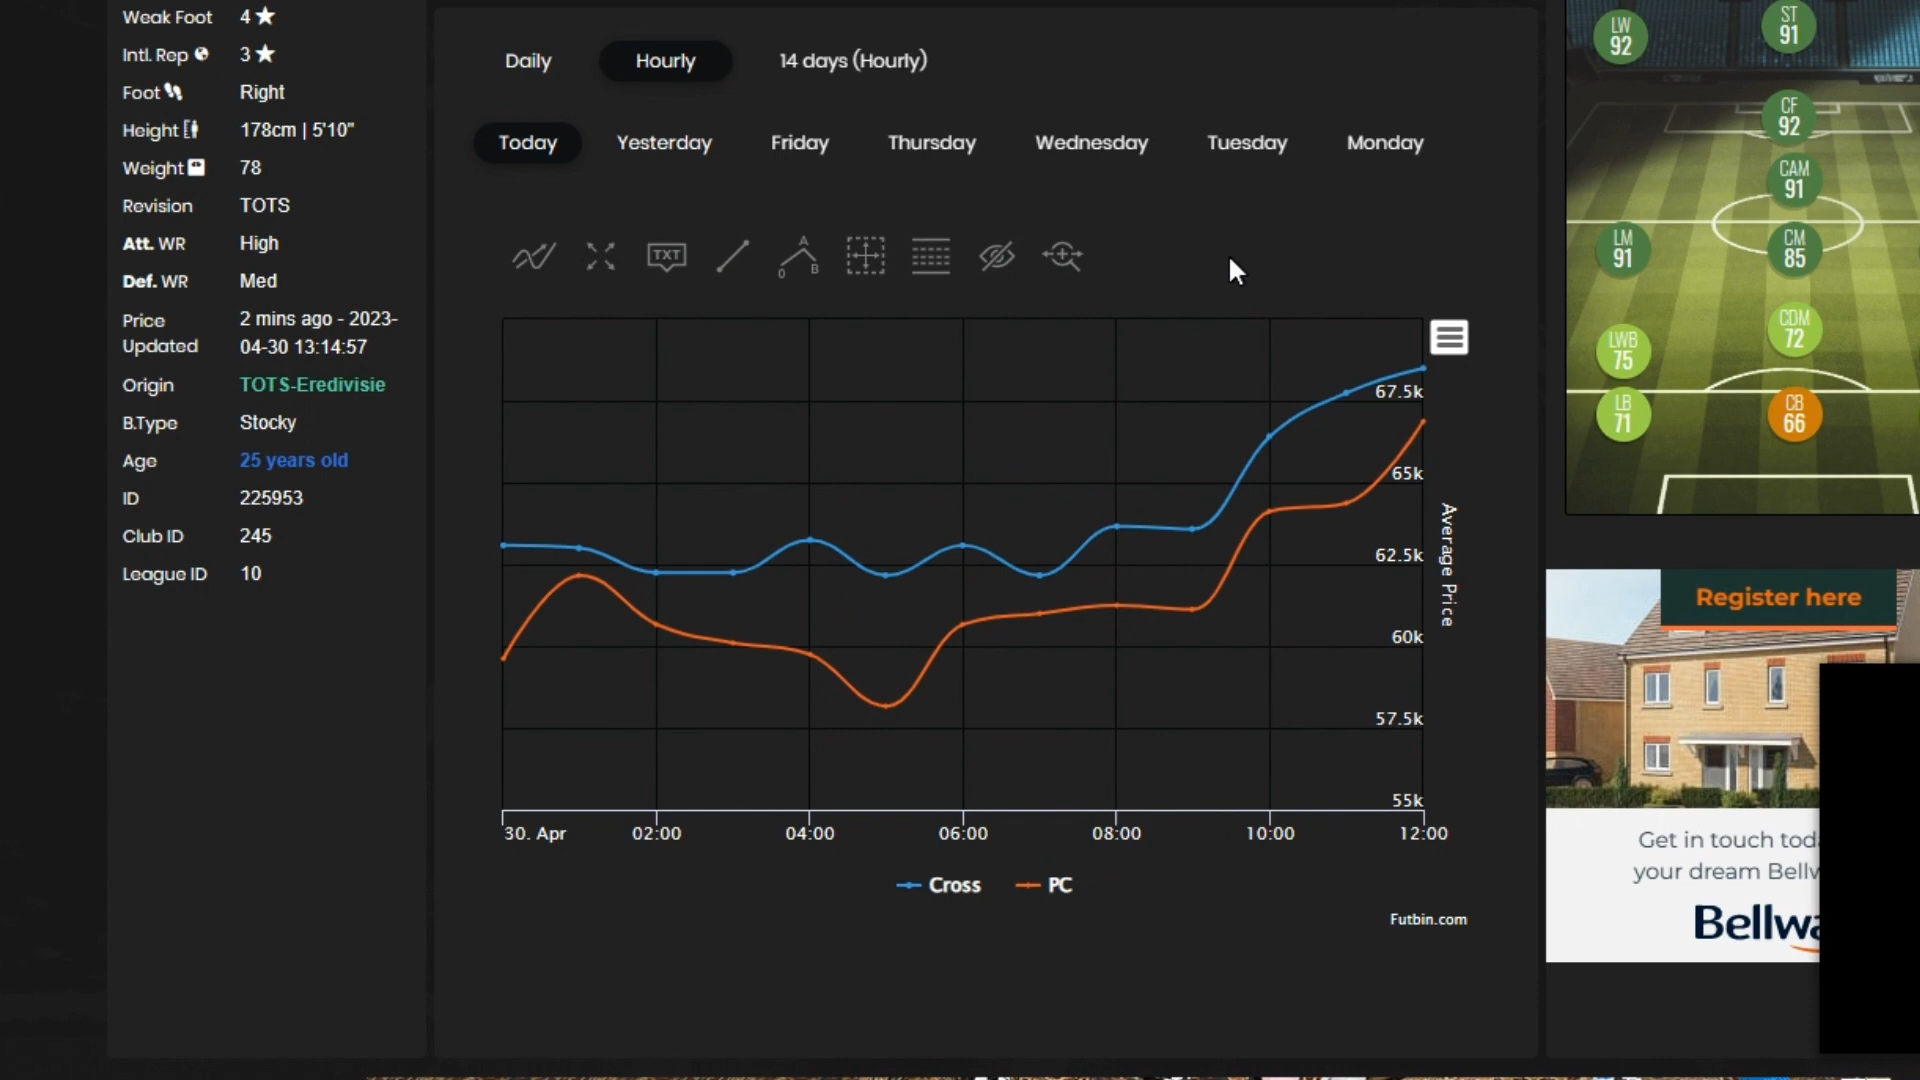 Weak Foot 4
Intl. Rep 3
Foot Right
Height 178cm | 5'10"
Weight 78
Revision TOTS
Att. WR High
Def. WR Med
Price Updated 2 mins ago - 2023-
04-30 13:14:57
Origin TOTS-Eredivisie
B.Type Stocky
Age 25 years old
ID 225953
Club ID 245
League ID 10
Daily Hourly 14 days (Hourly)
Today Yesterday Friday Thursday Wednesday Tuesday Monday
TXT
0 A B
67.5k
65k
62.5k
60k
57.5k
55k
Average Price
30. Apr 02:00 04:00 06:00 08:00 10:00 12:00
Cross PC
Futbin.com
LW 92
ST 91
CF 92
CAM 91
LM 91
CM 85
CDM 72
LWB 75
LB 71
CB 66
Register here
Get in touch
your dream